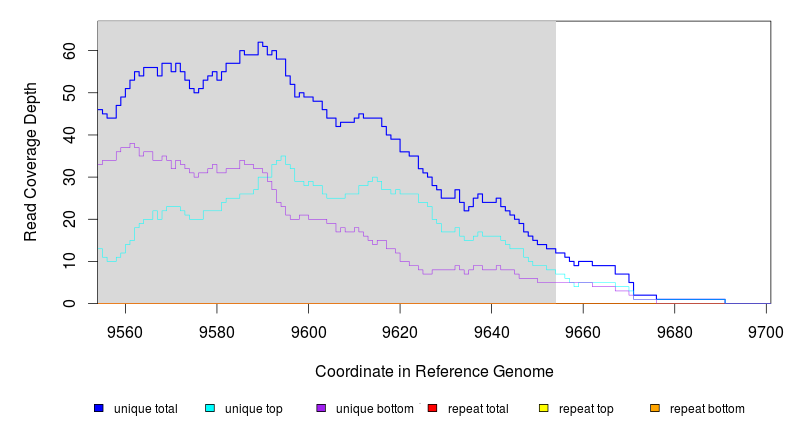 Read Coverage Depth
60
50
40
30
20
10
0
9560 9580 9600 9620 9640 9660 9680 9700
Coordinate in Reference Genome
unique total unique top unique bottom repeat total repeat top repeat bottom